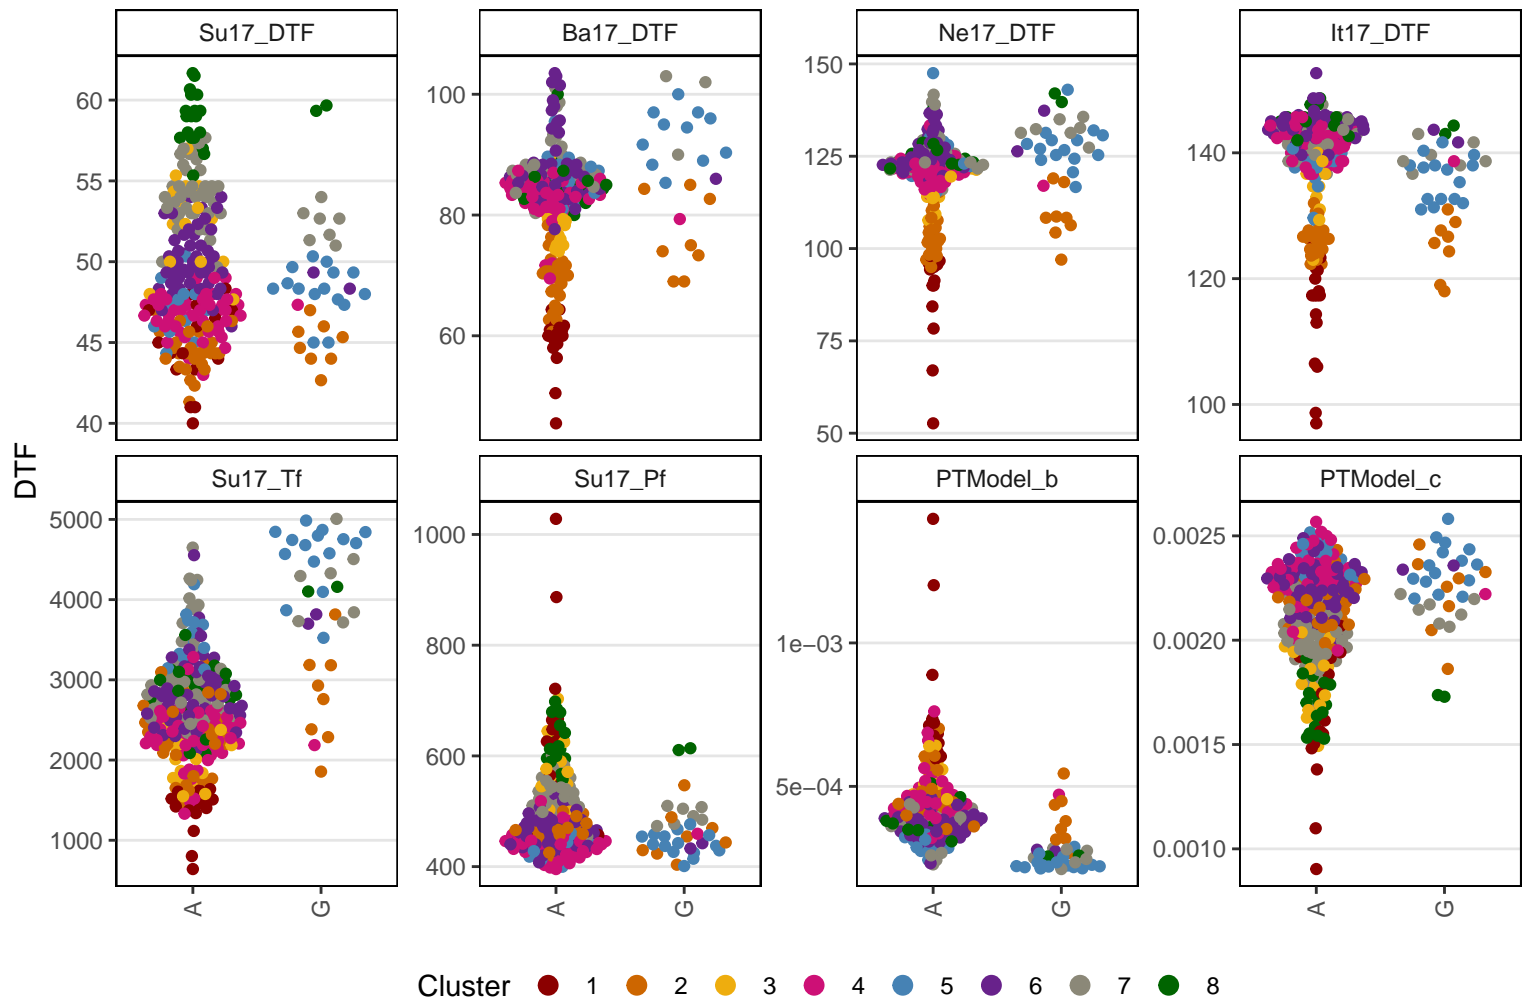 Su17_DTF Ba17_DTF Ne17_DTF It17_DTF
60 55 50 45 40
100 80 60
150 125 100 75 50
140 120 100
DTF
Su17_Tf Su17_Pf PTModel_b PTModel_c
5000 4000 3000 2000 1000
1000 800 600 400
1e−03 5e−04
0.0025 0.0020 0.0015 0.0010
A G A G A G A G
Cluster 1 2 3 4 5 6 7 8